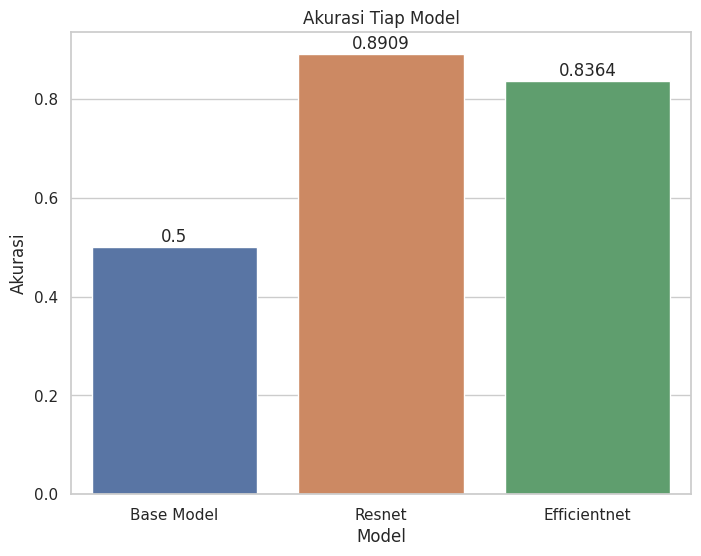 Akurasi Tiap Model
0.8909
0.8364
0.5
0.8
0.6
0.4
0.2
0.0
Akurasi
Base Model
Resnet
Efficientnet
Model